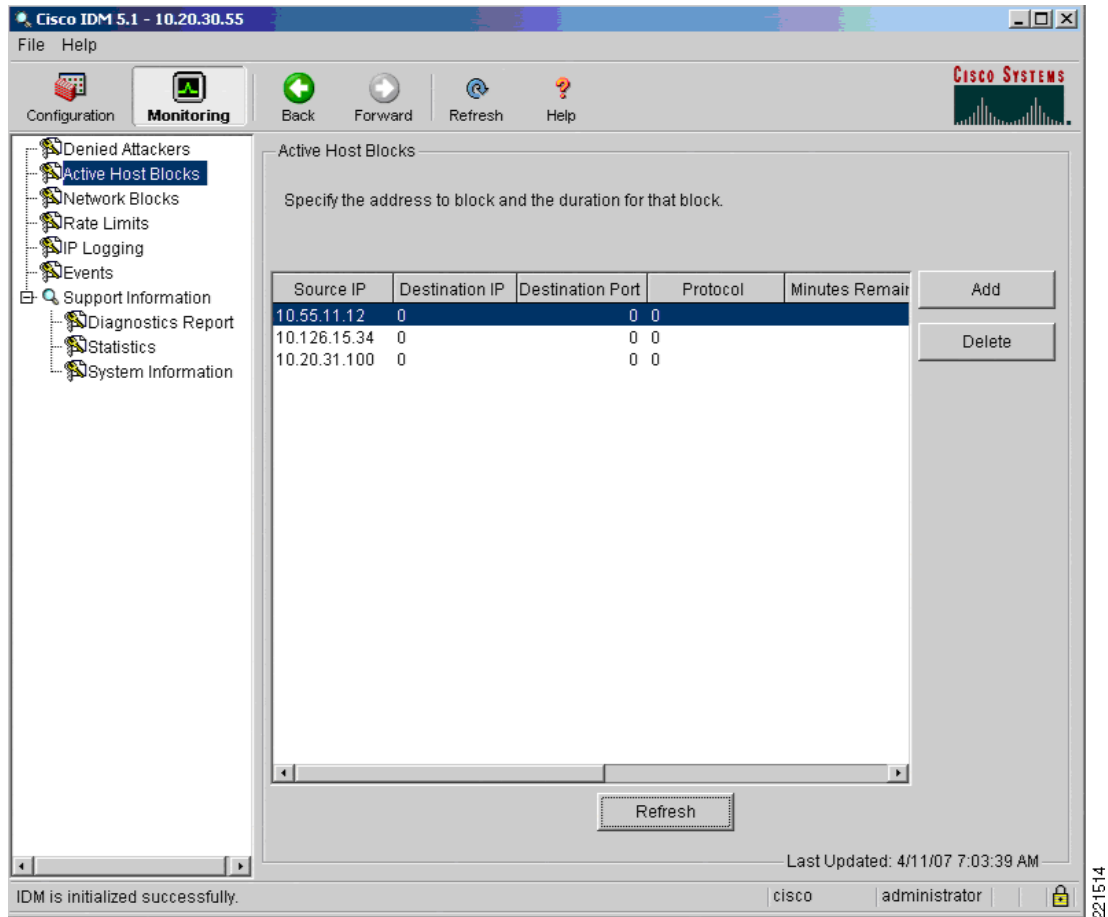 Cisco IDM 5.1 - 10.20.30.55
File Help
Configuration Monitoring Back Forward Refresh Help
CISCO SYSTEMS
Denied Attackers
Active Host Blocks
Network Blocks
Rate Limits
IP Logging
Events
Support Information
Diagnostics Report
Statistics
System Information
Active Host Blocks
Specify the address to block and the duration for that block.
Source IP Destination IP Destination Port Protocol Minutes Remair
10.55.11.12 0 0 0
10.126.15.34 0 0 0
10.20.31.100 0 0 0
Add
Delete
Refresh
Last Updated: 4/11/07 7:03:39 AM
IDM is initialized successfully. cisco administrator
221514